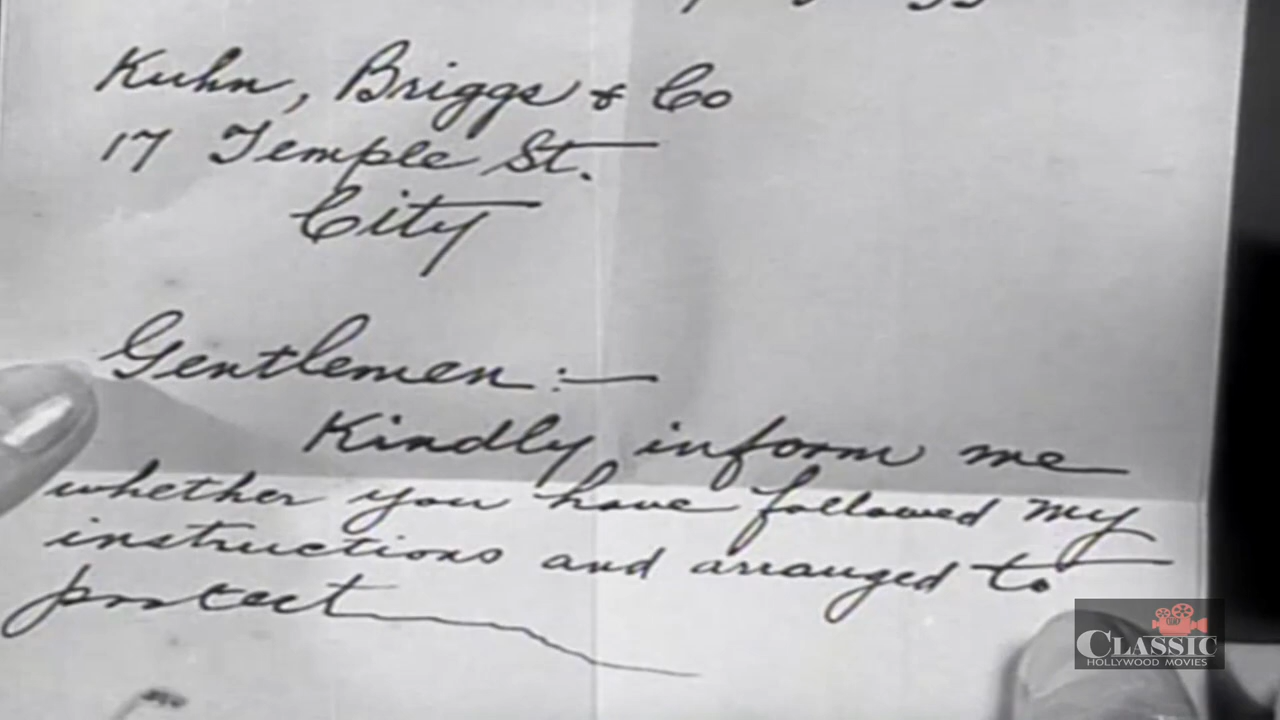 Kuhn, Briggs & Co
17 Temple St.
City
Gentlemen:—
Kindly inform me
whether you have followed my
instructions and arranged to
protect
CLASSIC
HOLLYWOOD MOVIES